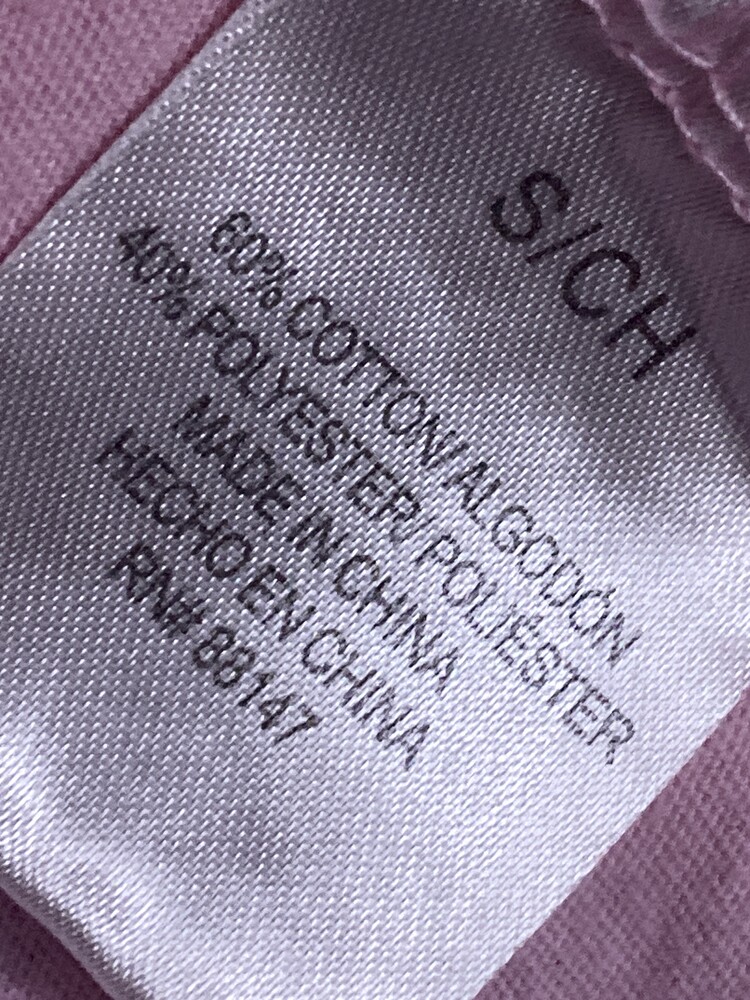 S/CH
60% COTTON/ ALGODÓN
40% POLYESTER/ POLIÉSTER
MADE IN CHINA
HECHO EN CHINA
RN# 88147